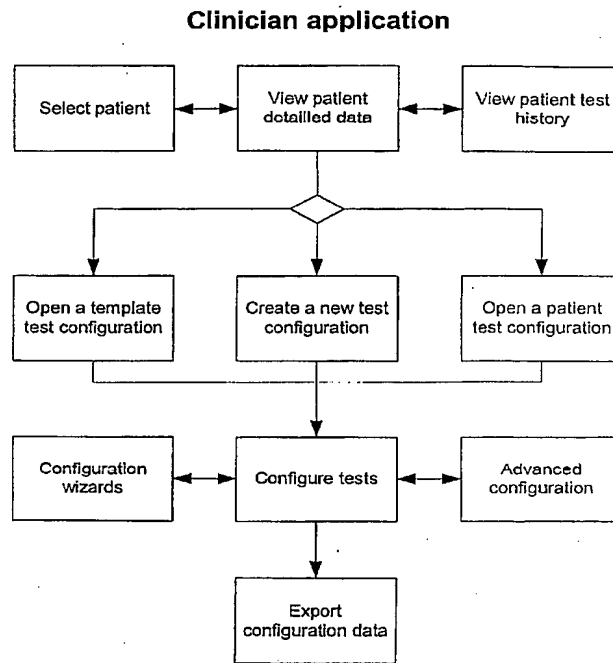 Clinician application
Select patient
View patient
detailled data
View patient test
history
Open a template
test configuration
Create a new test
configuration
Open a patient
test configuration
Configuration
wizards
Configure tests
Advanced
configuration
Export
configuration data